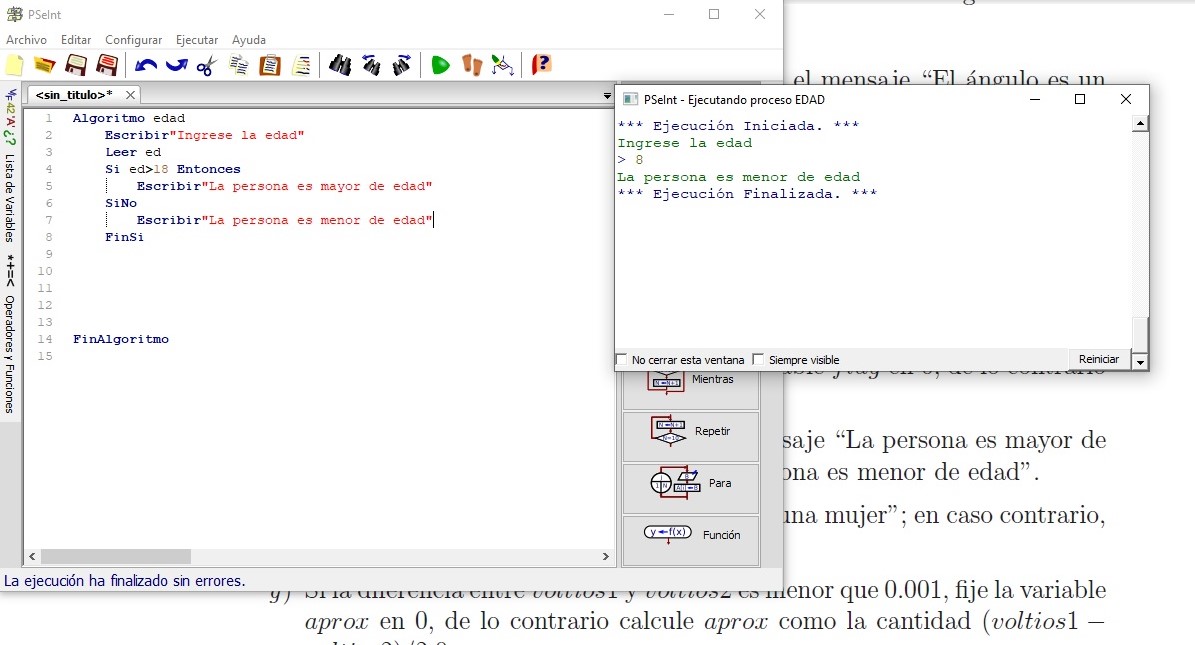 PSeInt
Archivo Editar Configurar Ejecutar Ayuda
<sin_titulo>*
Lista de Variables
*+=<
Operadores y Funciones
1 Algoritmo edad
2 Escribir"Ingrese la edad"
3 Leer ed
4 Si ed>18 Entonces
5 Escribir"La persona es mayor de edad"
6 SiNo
7 Escribir"La persona es menor de edad"
8 FinSi
9
10
11
12
13
14 FinAlgoritmo
15
La ejecución ha finalizado sin errores.
Mientras
Repetir
Para
y←f(x) Función
PSeInt - Ejecutando proceso EDAD
*** Ejecución Iniciada. ***
Ingrese la edad
> 8
La persona es menor de edad
*** Ejecución Finalizada. ***
No cerrar esta ventana Siempre visible Reiniciar
el mensaje “El ángulo es un
flag en 0, de lo contrario
saje “La persona es mayor de
ona es menor de edad”.
una mujer”; en caso contrario,
g) Si la diferencia entre voltios1 y voltios2 es menor que 0.001, fije la variable
aprox en 0, de lo contrario calcule aprox como la cantidad (voltios1 −